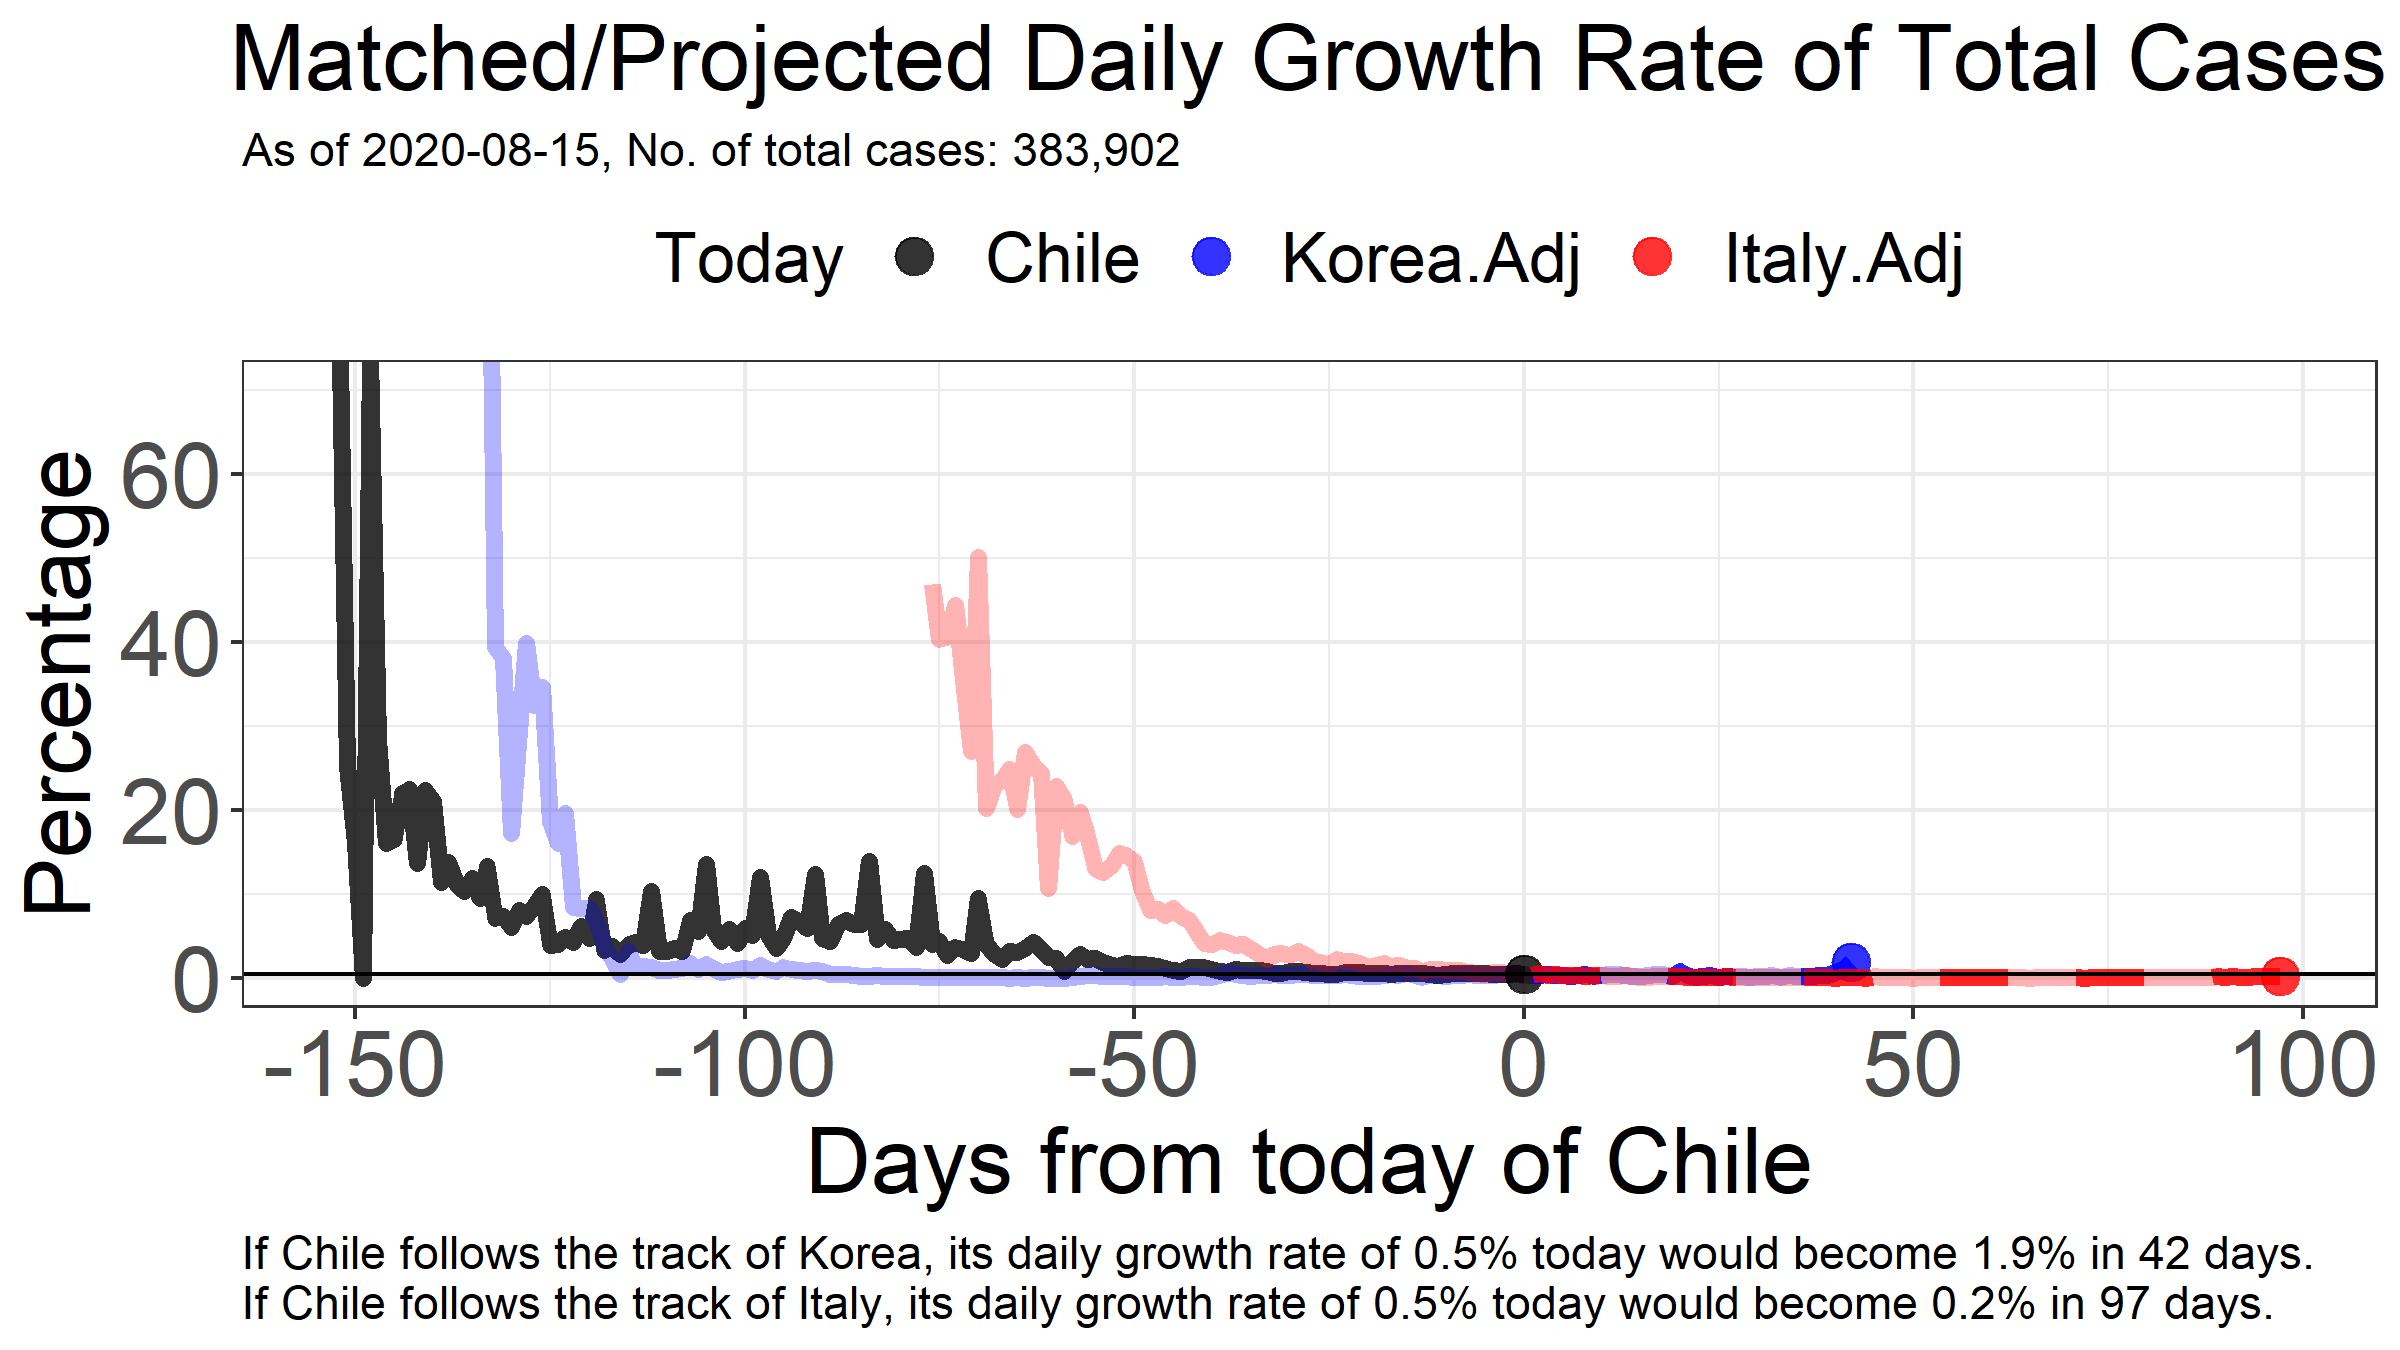 Matched/Projected Daily Growth Rate of Total Cases
As of 2020-08-15, No. of total cases: 383,902
Today Chile Korea.Adj Italy.Adj
Percentage
60
40
20
0
-150 -100 -50 0 50 100
Days from today of Chile
If Chile follows the track of Korea, its daily growth rate of 0.5% today would become 1.9% in 42 days.
If Chile follows the track of Italy, its daily growth rate of 0.5% today would become 0.2% in 97 days.